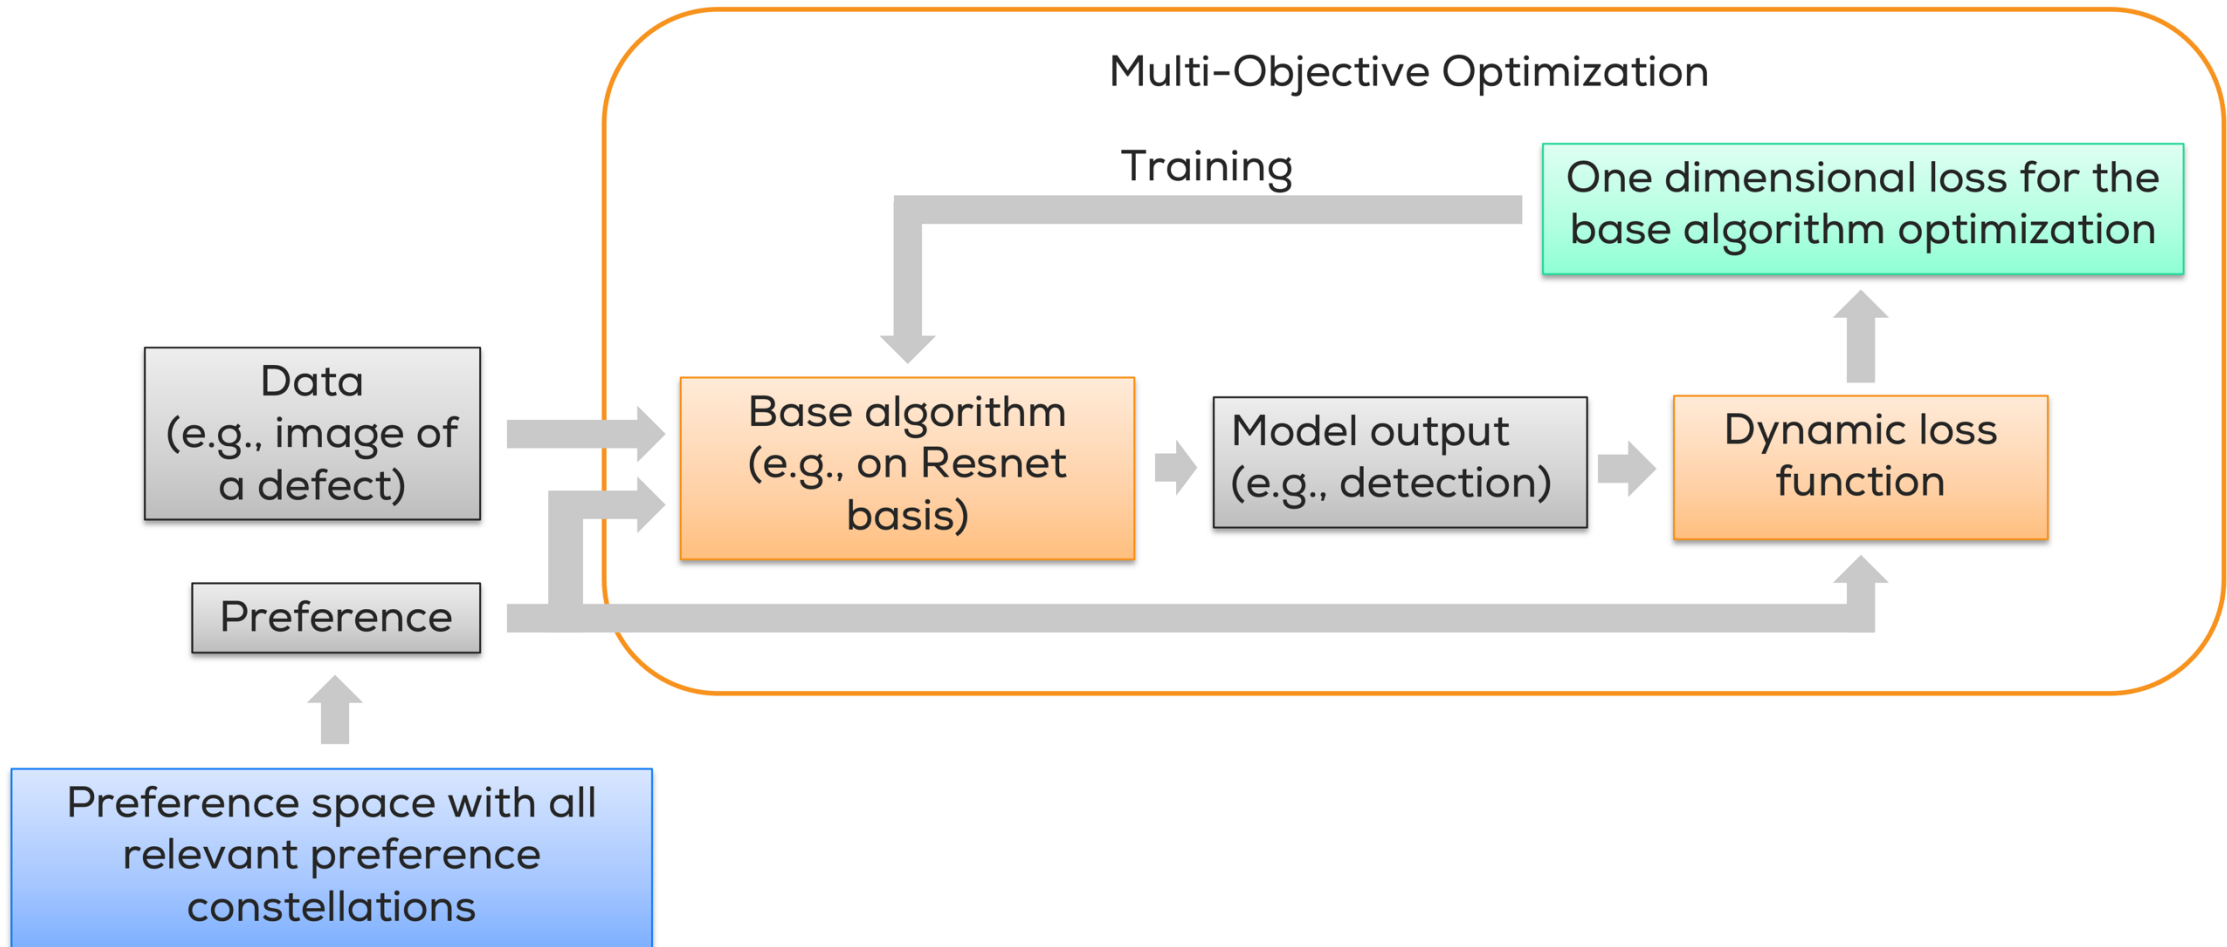 Multi-Objective Optimization
Training
One dimensional loss for the
base algorithm optimization
Data
(e.g., image of
a defect)
Base algorithm
(e.g., on Resnet
basis)
Model output
(e.g., detection)
Dynamic loss
function
Preference
Preference space with all
relevant preference
constellations